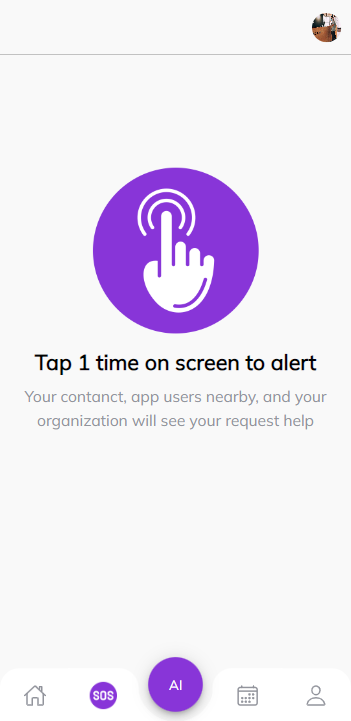 Tap 1 time on screen to alert
Your contanct, app users nearby, and your
organization will see your request help
SOS
AI